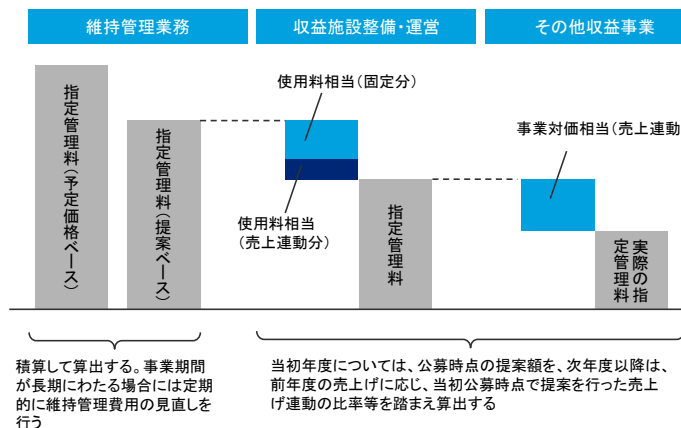 維持管理業務
収益施設整備・運営
その他収益事業
指定管理料(予定価格ベース)
指定管理料(提案ベース)
使用料相当(固定分)
使用料相当
(売上連動分)
指定管理料
事業対価相当(売上連動
実際の指
定管理料
積算して算出する。事業期間
が長期にわたる場合には定期
的に維持管理費用の見直しを
行う
当初年度については、公募時点の提案額を、次年度以降は、
前年度の売上げに応じ、当初公募時点で提案を行った売上
げ連動の比率等を踏まえ算出する